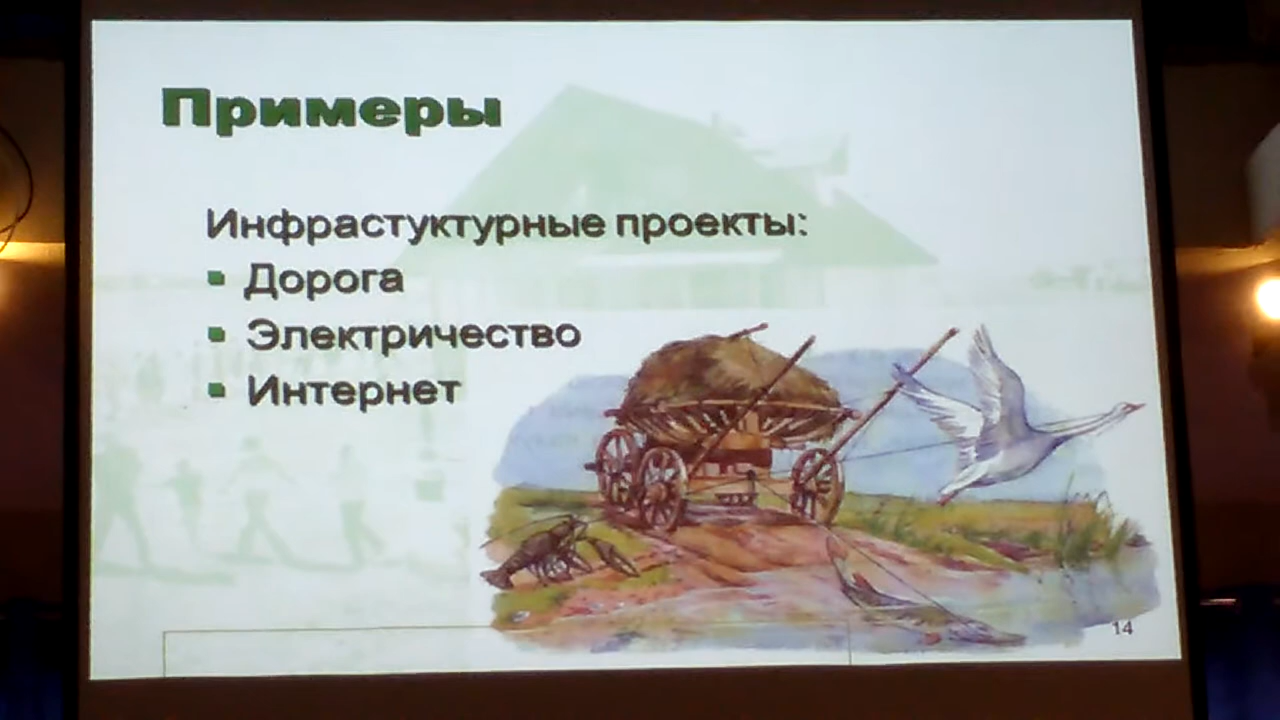 Примеры
Инфрастуктурные проекты:
Дорога
Электричество
Интернет
14